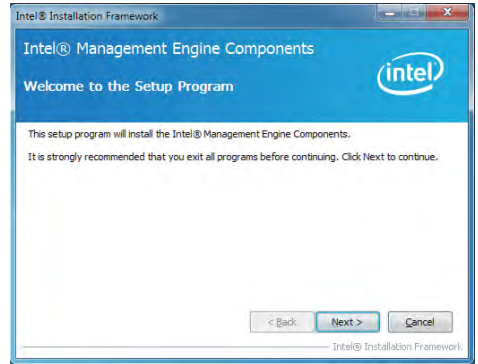 Intel® Installation Framework
Intel® Management Engine Components
Welcome to the Setup Program
intel®
This setup program will install the Intel® Management Engine Components.
It is strongly recommended that you exit all programs before continuing. Click Next to continue.
< Back Next > Cancel
Intel® Installation Framework